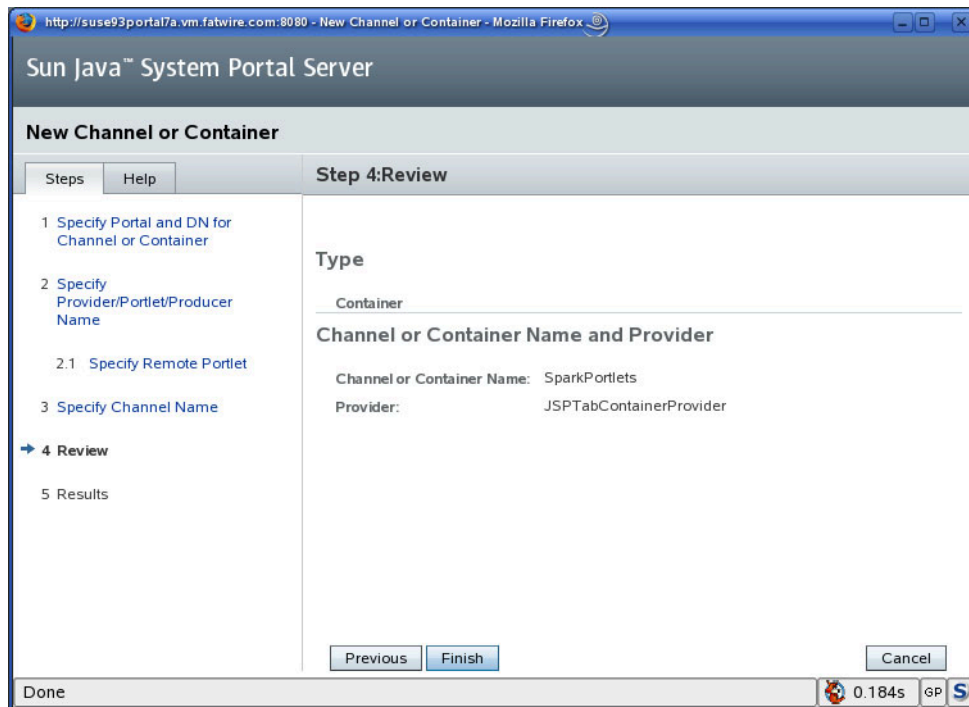 http://suse93portal7a.vm.fatwire.com:8080 - New Channel or Container - Mozilla Firefox
Sun Java™ System Portal Server
New Channel or Container
Steps
Help
1 Specify Portal and DN for
Channel or Container
2 Specify
Provider/Portlet/Producer
Name
2.1 Specify Remote Portlet
3 Specify Channel Name
4 Review
5 Results
Step 4:Review
Type
Container
Channel or Container Name and Provider
Channel or Container Name: SparkPortlets
Provider: JSPTabContainerProvider
Previous
Finish
Cancel
Done
0.184s
GP
S